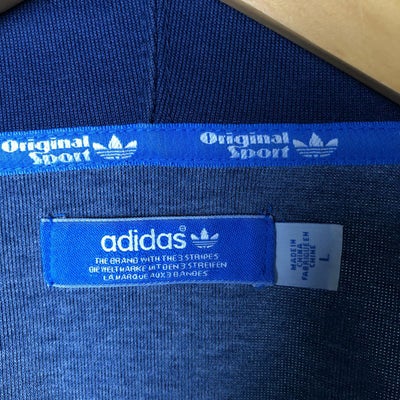 Original
Sport
Original
Sport
adidas
THE BRAND WITH THE 3 STRIPES
DIE WELTMARKE MIT DEN 3 STREIFEN
LA MARQUE AUX 3 BANDES
MADE IN
CHINA
FABRIQUE EN
CHINE
L